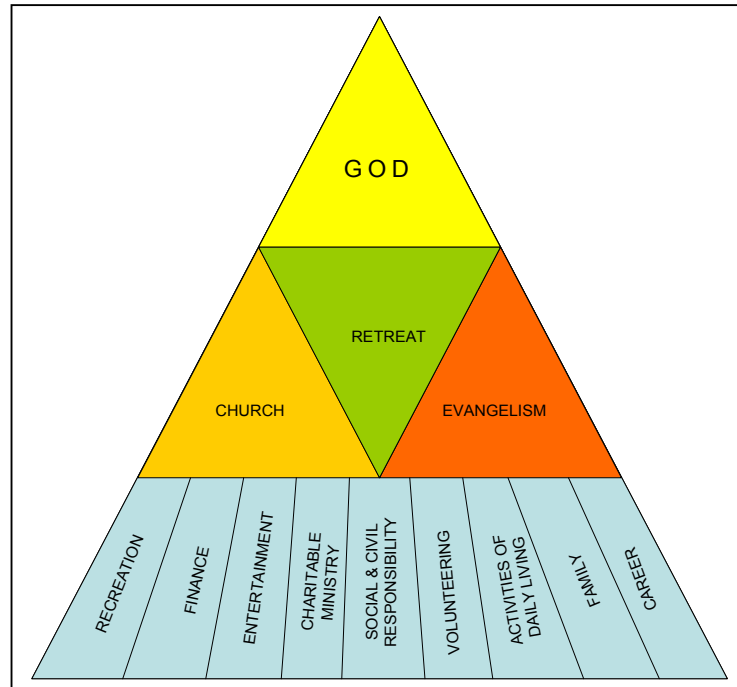 GOD
RETREAT
CHURCH
EVANGELISM
RECREATION
FINANCE
ENTERTAINMENT
CHARITABLE
MINISTRY
SOCIAL & CIVIL
RESPONSIBILITY
VOLUNTEERING
ACTIVITIES OF
DAILY LIVING
FAMILY
CAREER